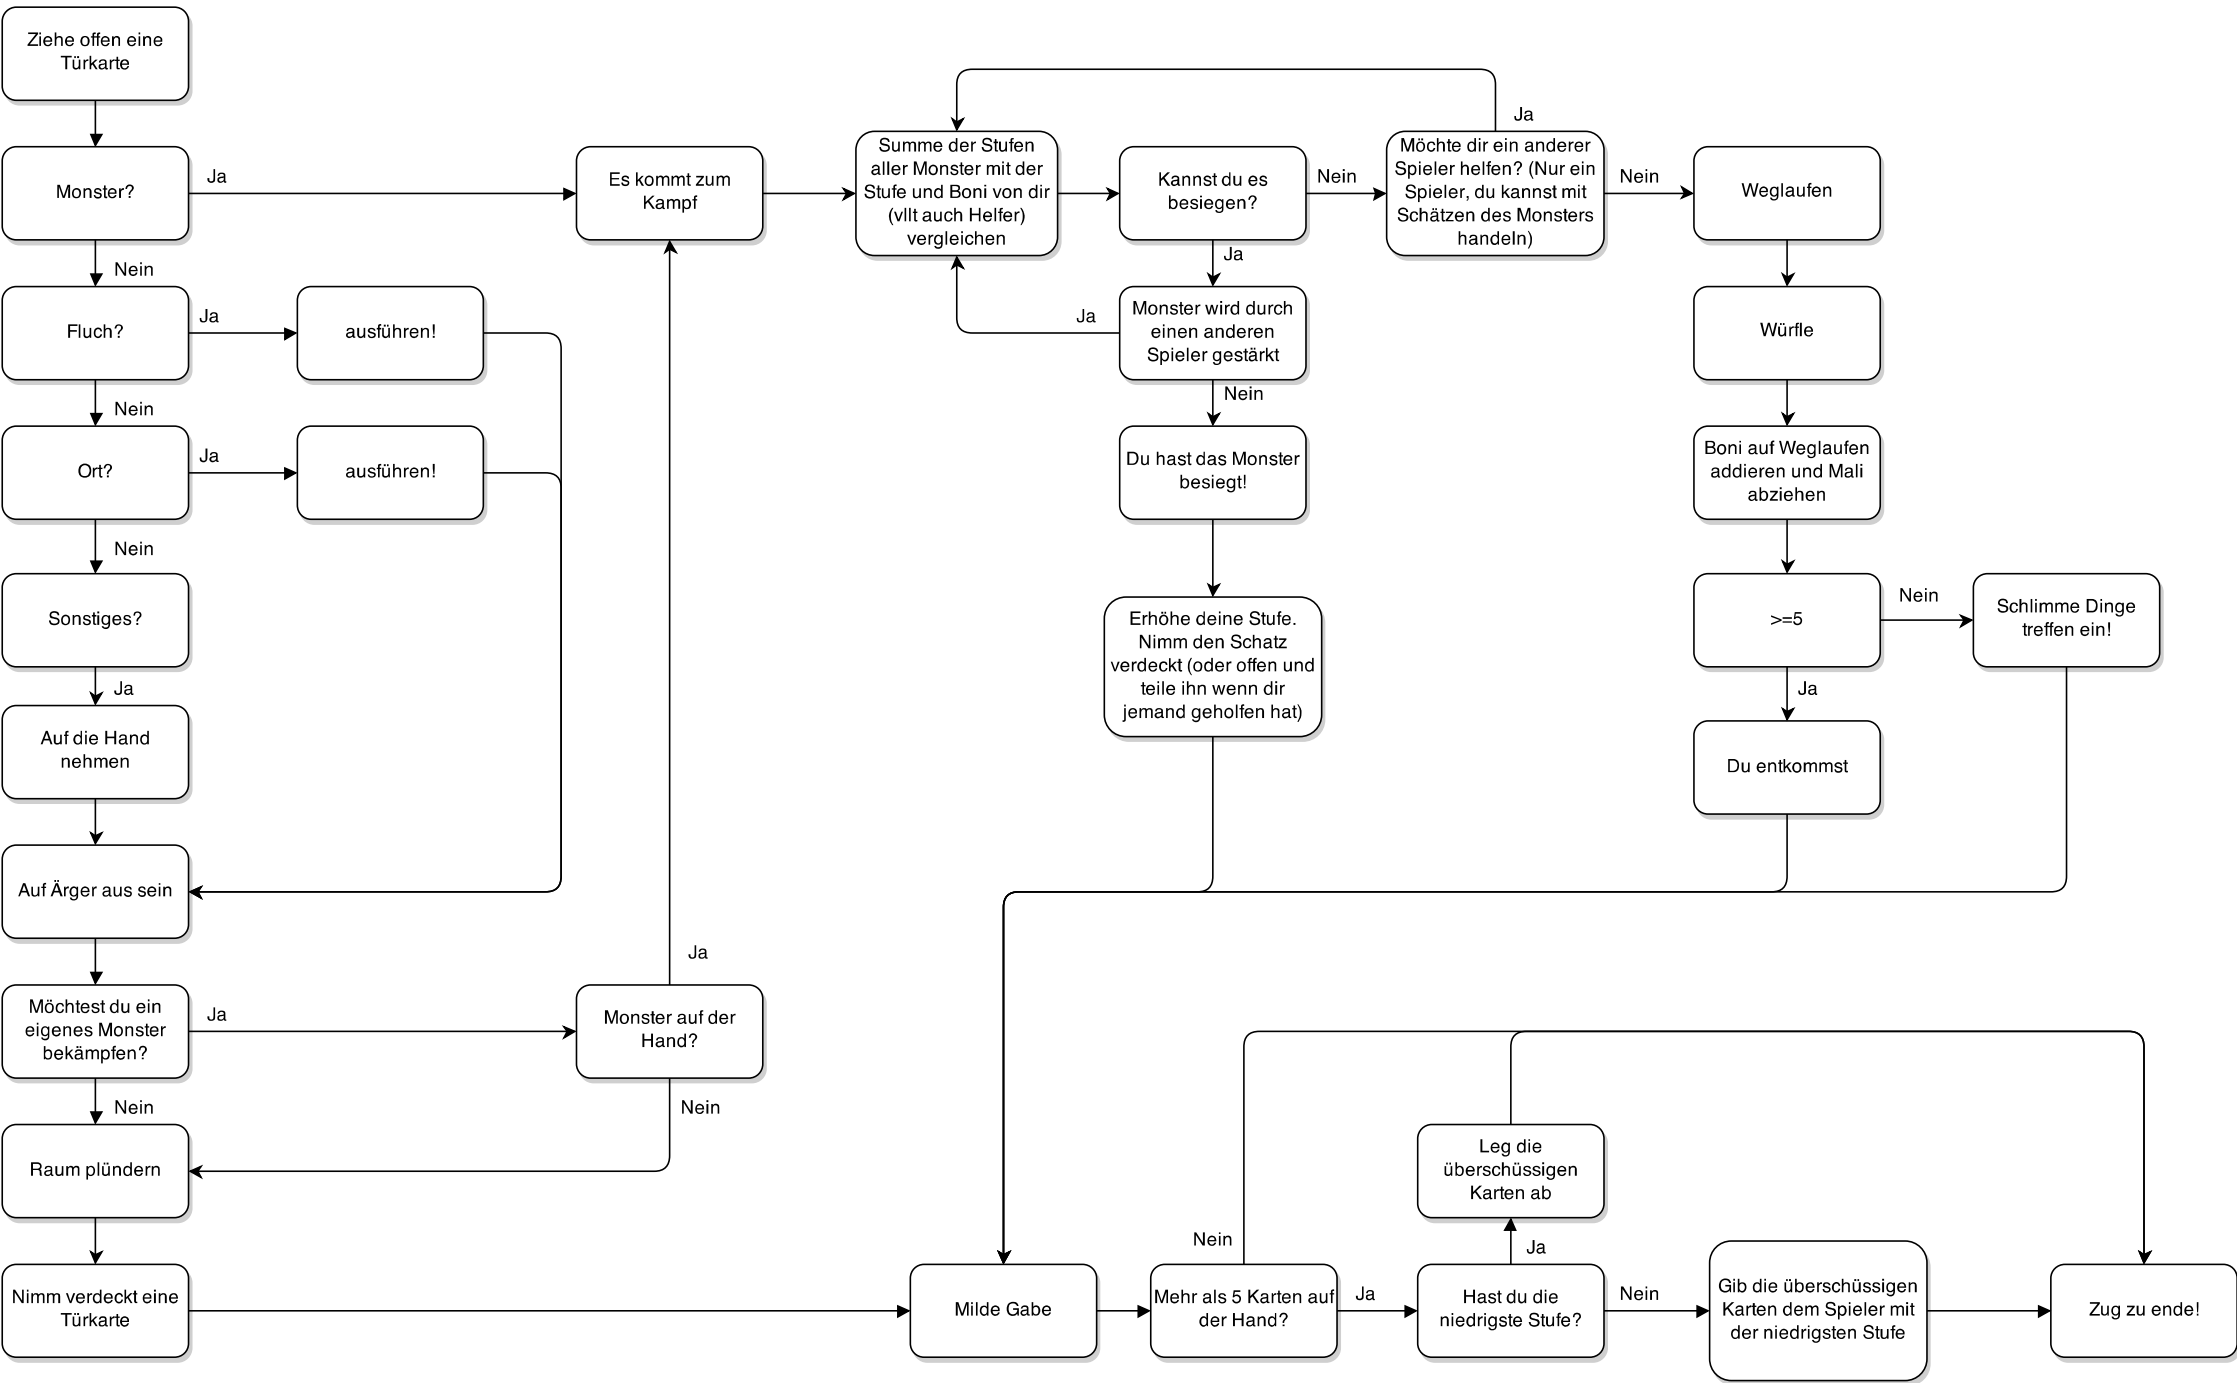 Ziehe offen eine
Türkarte
Monster?
Ja
Es kommt zum
Kampf
Summe der Stufen
aller Monster mit der
Stufe und Boni von dir
(vllt auch Helfer)
vergleichen
Kannst du es
besiegen?
Nein
Ja
Möchte dir ein anderer
Spieler helfen? (Nur ein
Spieler, du kannst mit
Schätzen des Monsters
handeln)
Nein
Weglaufen
Nein
Fluch?
Ja
ausführen!
Ja
Ja
Monster wird durch
einen anderen
Spieler gestärkt
Würfle
Nein
Ort?
Ja
ausführen!
Nein
Du hast das Monster
besiegt!
Boni auf Weglaufen
addieren und Mali
abziehen
Nein
Sonstiges?
Erhöhe deine Stufe.
Nimm den Schatz
verdeckt (oder offen und
teile ihn wenn dir
jemand geholfen hat)
>=5
Nein
Schlimme Dinge
treffen ein!
Ja
Auf die Hand
nehmen
Ja
Du entkommst
Auf Ärger aus sein
Möchtest du ein
eigenes Monster
bekämpfen?
Ja
Ja
Monster auf der
Hand?
Nein
Nein
Raum plündern
Leg die
überschüssigen
Karten ab
Nimm verdeckt eine
Türkarte
Milde Gabe
Nein
Mehr als 5 Karten auf
der Hand?
Ja
Ja
Hast du die
niedrigste Stufe?
Nein
Gib die überschüssigen
Karten dem Spieler mit
der niedrigsten Stufe
Zug zu ende!